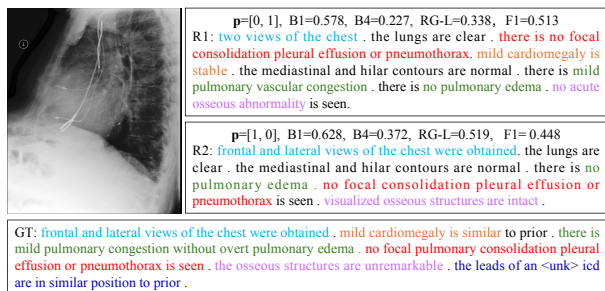 p=[0, 1], B1=0.578, B4=0.227, RG-L=0.338, F1=0.513
R1: two views of the chest . the lungs are clear . there is no focal
consolidation pleural effusion or pneumothorax. mild cardiomegaly is
stable . the mediastinal and hilar contours are normal . there is mild
pulmonary vascular congestion . there is no pulmonary edema . no acute
osseous abnormality is seen.
p=[1, 0], B1=0.628, B4=0.372, RG-L=0.519, F1= 0.448
R2: frontal and lateral views of the chest were obtained. the lungs are
clear . the mediastinal and hilar contours are normal . there is no
pulmonary edema . no focal consolidation pleural effusion or
pneumothorax is seen . visualized osseous structures are intact .
GT: frontal and lateral views of the chest were obtained . mild cardiomegaly is similar to prior . there is
mild pulmonary congestion without overt pulmonary edema . no focal pulmonary consolidation pleural
effusion or pneumothorax is seen . the osseous structures are unremarkable . the leads of an <unk> icd
are in similar position to prior .